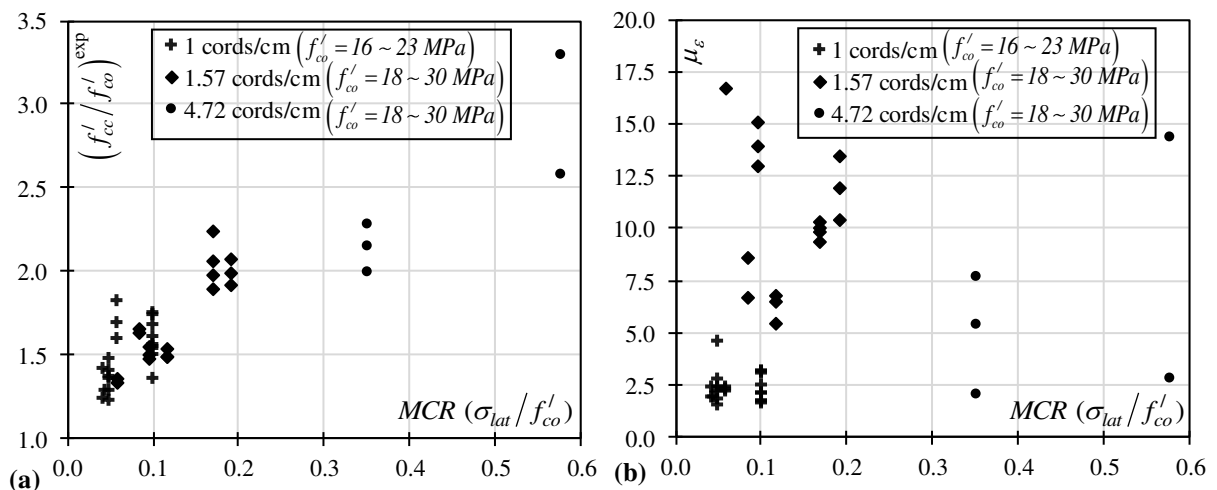 3.5
3.0
2.5
2.0
1.5
1.0
(f′cc/f′co)exp
1 cords/cm (f′co = 16 ~ 23 MPa)
1.57 cords/cm (f′co = 18 ~ 30 MPa)
4.72 cords/cm (f′co = 18 ~ 30 MPa)
MCR (σlat/f′co)
0.0 0.1 0.2 0.3 0.4 0.5 0.6
(a)
20.0
17.5
15.0
12.5
10.0
7.5
5.0
2.5
0.0
με
1 cords/cm (f′co = 16 ~ 23 MPa)
1.57 cords/cm (f′co = 18 ~ 30 MPa)
4.72 cords/cm (f′co = 18 ~ 30 MPa)
MCR (σlat/f′co)
0.0 0.1 0.2 0.3 0.4 0.5 0.6
(b)